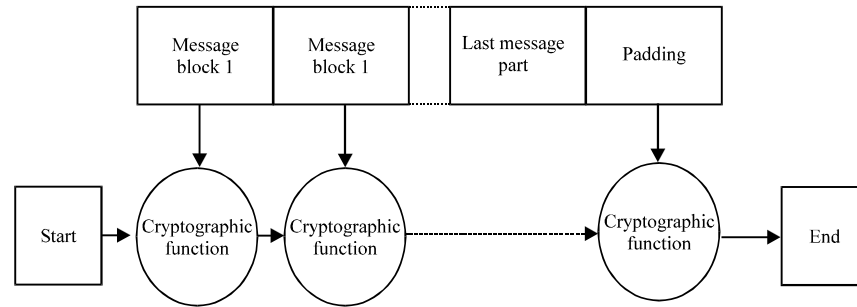 Message
block 1
Message
block 1
Last message
part
Padding
Start
Cryptographic
function
Cryptographic
function
Cryptographic
function
End